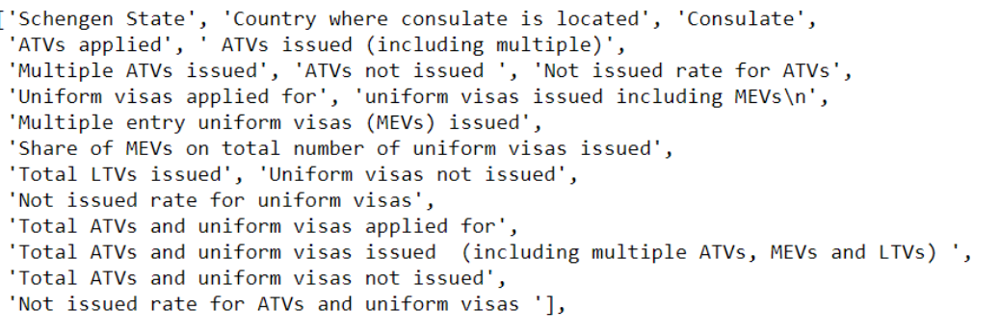 ['Schengen State', 'Country where consulate is located', 'Consulate',
'ATVs applied', ' ATVs issued (including multiple)',
'Multiple ATVs issued', 'ATVs not issued ', 'Not issued rate for ATVs',
'Uniform visas applied for', 'uniform visas issued including MEVs\n',
'Multiple entry uniform visas (MEVs) issued',
'Share of MEVs on total number of uniform visas issued',
'Total LTVs issued', 'Uniform visas not issued',
'Not issued rate for uniform visas',
'Total ATVs and uniform visas applied for',
'Total ATVs and uniform visas issued  (including multiple ATVs, MEVs and LTVs) ',
'Total ATVs and uniform visas not issued',
'Not issued rate for ATVs and uniform visas '],